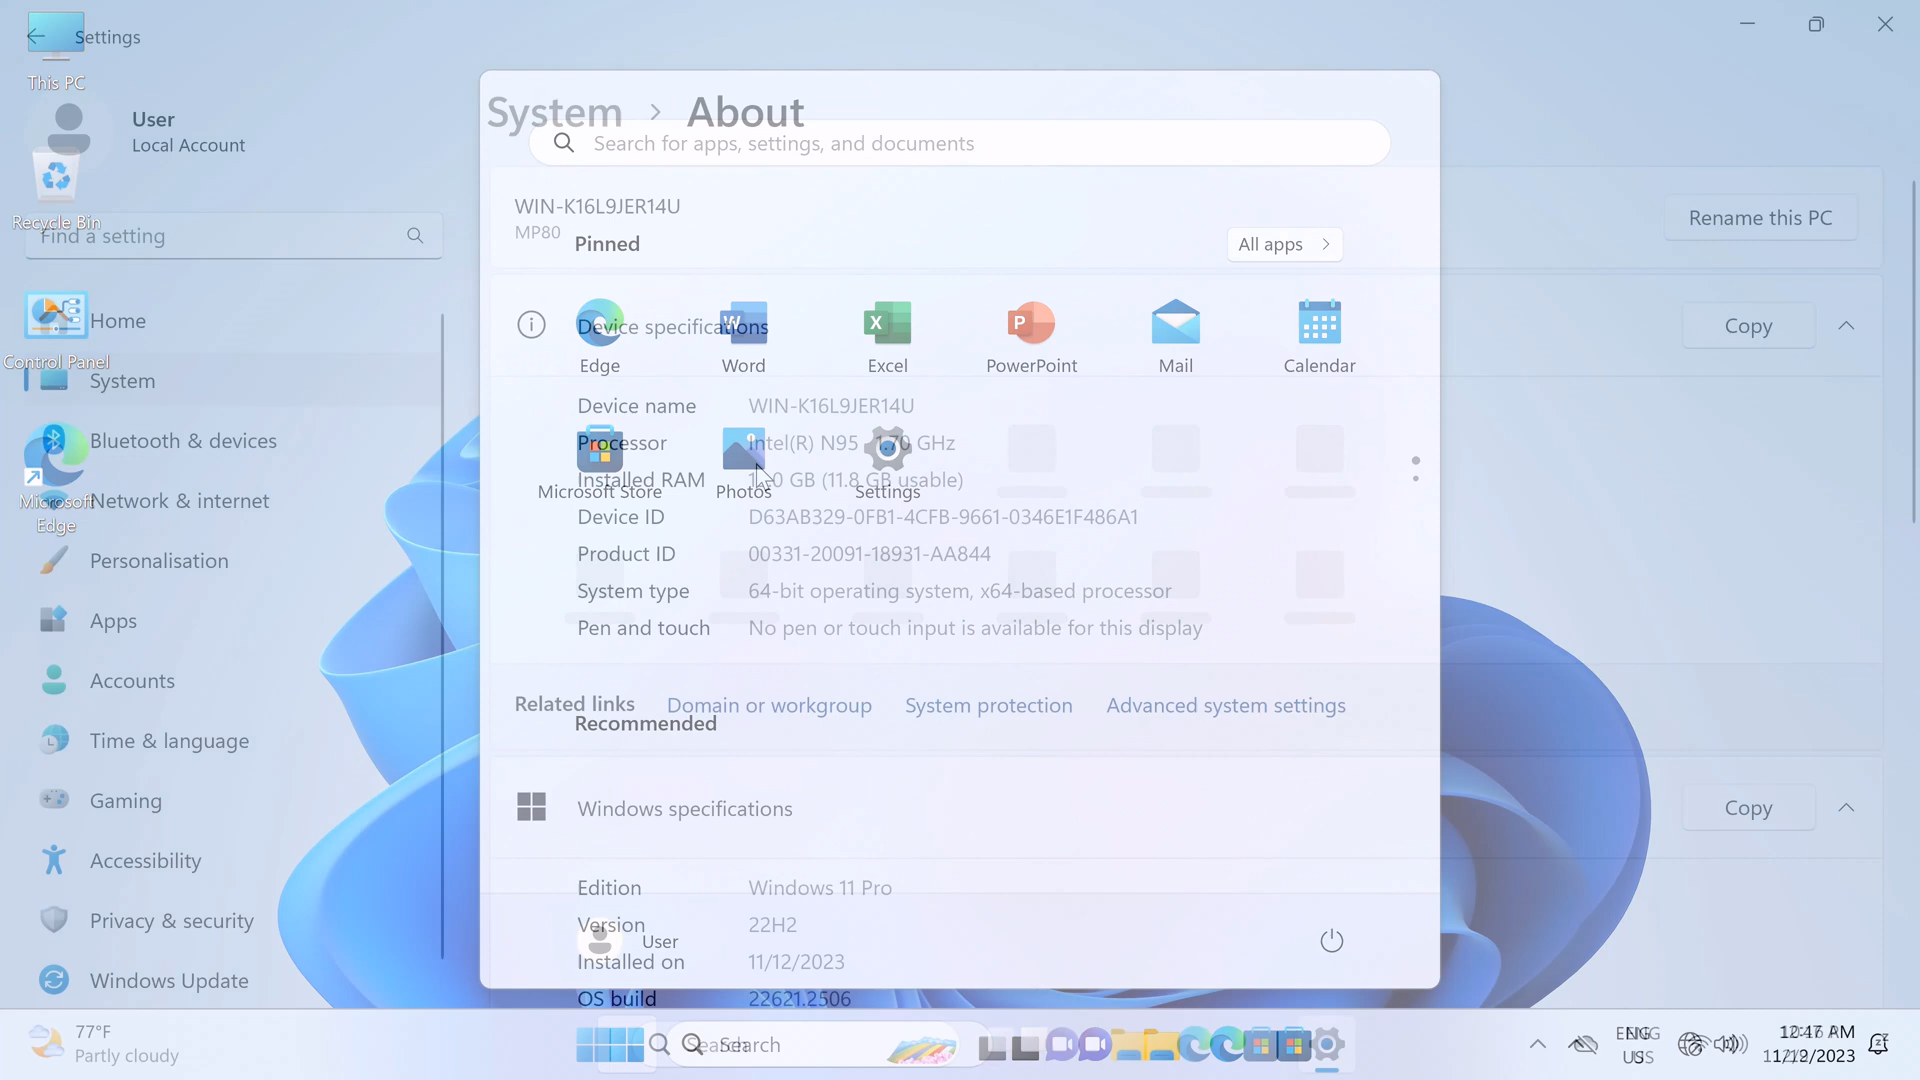 Settings
This PC
User
Local Account
Recycle Bin
Find a setting
Control Panel
Home
System
Bluetooth & devices
Microsoft
Edge
Network & internet
Personalisation
Apps
Accounts
Time & language
Gaming
Accessibility
Privacy & security
Windows Update
System > About
Search for apps, settings, and documents
WIN-K16L9JER14U
MP80
Rename this PC
Pinned
All apps >
Device specifications
Copy
Edge
Word
Excel
PowerPoint
Mail
Calendar
Device name WIN-K16L9JER14U
Processor Intel(R) N95 GHz
Installed RAM GB (11.8 GB usable)
Microsoft Store
Photos
Settings
Device ID D63AB329-0FB1-4CFB-9661-0346E1F486A1
Product ID 00331-20091-18931-AA844
System type 64-bit operating system, x64-based processor
Pen and touch No pen or touch input is available for this display
Related links Domain or workgroup System protection Advanced system settings
Recommended
Windows specifications
Copy
Edition Windows 11 Pro
Version 22H2
User
Installed on 11/12/2023
OS build 22621.2506
77°F
Partly cloudy
Search
ENG
US